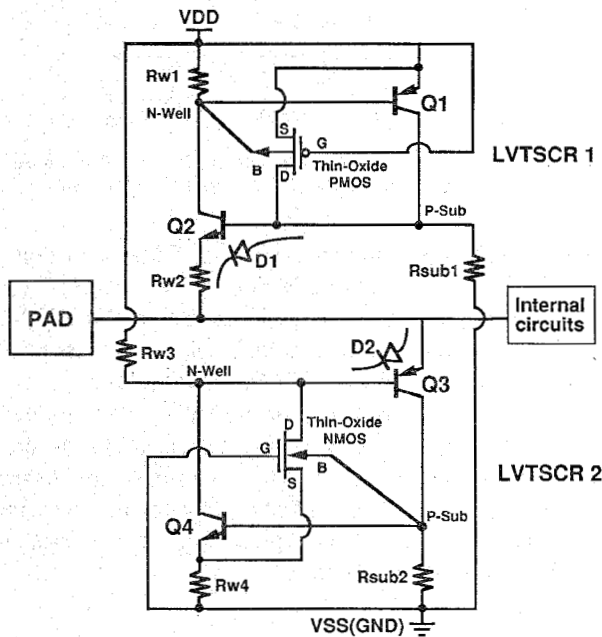 VDD
Rw1
N-Well
Q1
S
G
B
D
Thin-Oxide
PMOS
LVTSCR 1
P-Sub
Q2
D1
Rw2
Rsub1
PAD
Internal
circuits
Rw3
D2
N-Well
Q3
D
Thin-Oxide
NMOS
G
B
S
LVTSCR 2
P-Sub
Q4
Rw4
Rsub2
VSS(GND)